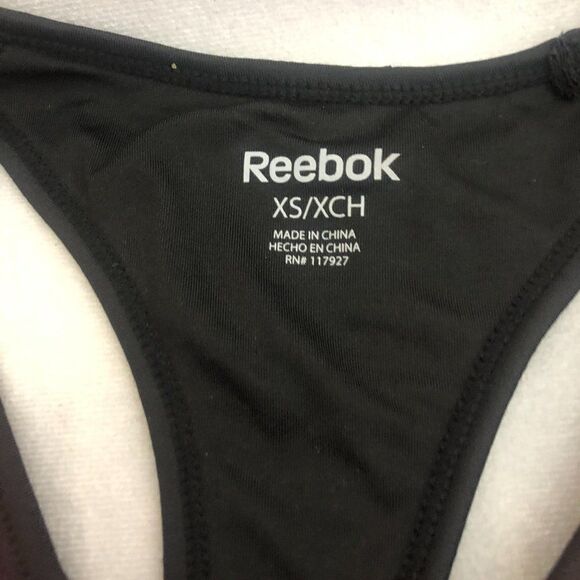 Reebok
XS/XCH
MADE IN CHINA
HECHO EN CHINA
RN# 117927